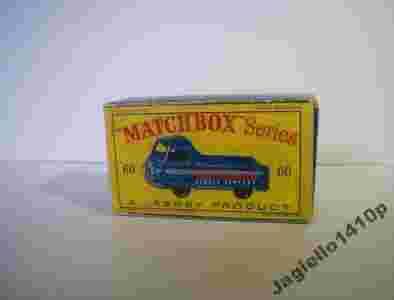 "MATCHBOX" Series
60 60
A LESNEY PRODUCT
Jagiello1410p